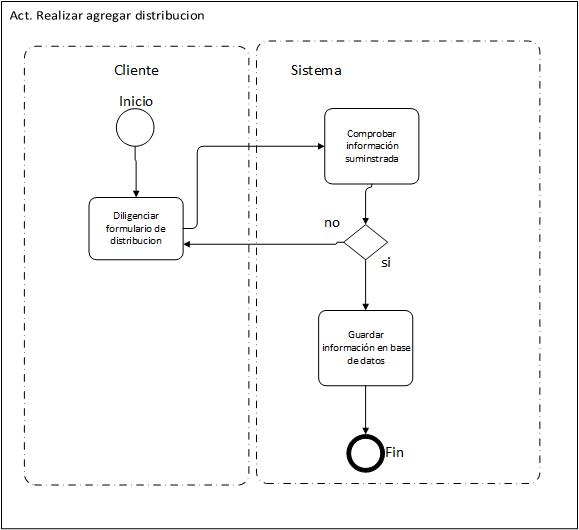 Act. Realizar agregar distribucion
Cliente
Sistema
Inicio
Comprobar
información
suminstrada
Diligenciar
formulario de
distribucion
no
si
Guardar
información en base
de datos
Fin